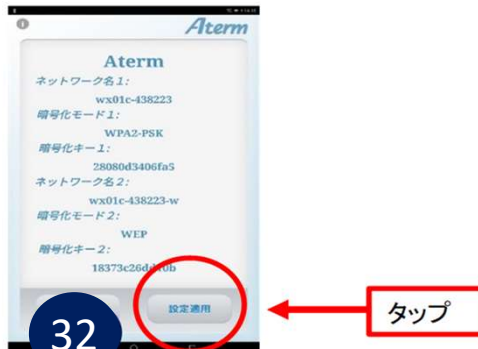 Aterm
Aterm
ネットワーク名1:
wx01c-438223
暗号化モード1:
WPA2-PSK
暗号化キー1:
28080d3406fa5
ネットワーク名2:
wx01c-438223-w
暗号化モード2:
WEP
暗号化キー2:
設定適用
タップ
32